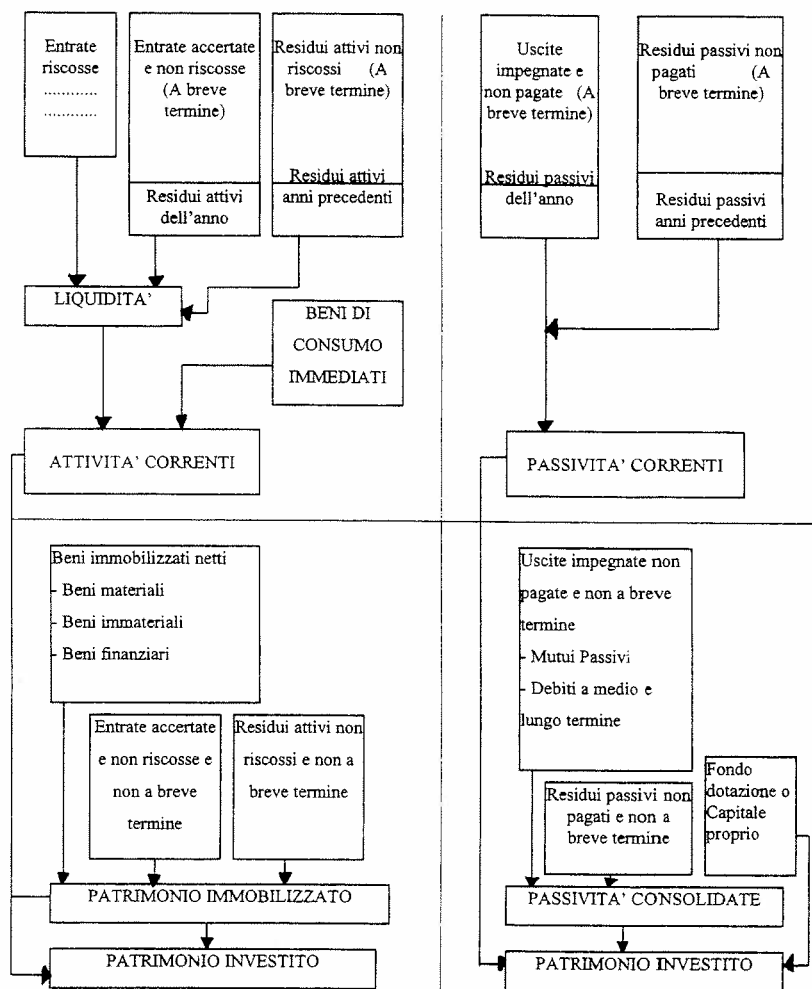 Entrate
riscosse
............
............
Entrate accertate
e non riscosse
(A breve
termine)
Residui attivi
dell'anno
Residui attivi non
riscossi (A
breve termine)
Residui attivi
anni precedenti
Uscite
impegnate e
non pagate (A
breve termine)
Residui passivi
dell'anno
Residui passivi non
pagati (A
breve termine)
Residui passivi
anni precedenti
LIQUIDITA'
BENI DI
CONSUMO
IMMEDIATI
ATTIVITA' CORRENTI
PASSIVITA' CORRENTI
Beni immobilizzati netti
- Beni materiali
- Beni immateriali
- Beni finanziari
Entrate accertate
e non riscosse e
non a breve
termine
Residui attivi non
riscossi e non a
breve termine
PATRIMONIO IMMOBILIZZATO
PATRIMONIO INVESTITO
Uscite impegnate non
pagate e non a breve
termine
- Mutui Passivi
- Debiti a medio e
lungo termine
Residui passivi non
pagati e non a
breve termine
Fondo
dotazione o
Capitale
proprio
PASSIVITA' CONSOLIDATE
PATRIMONIO INVESTITO